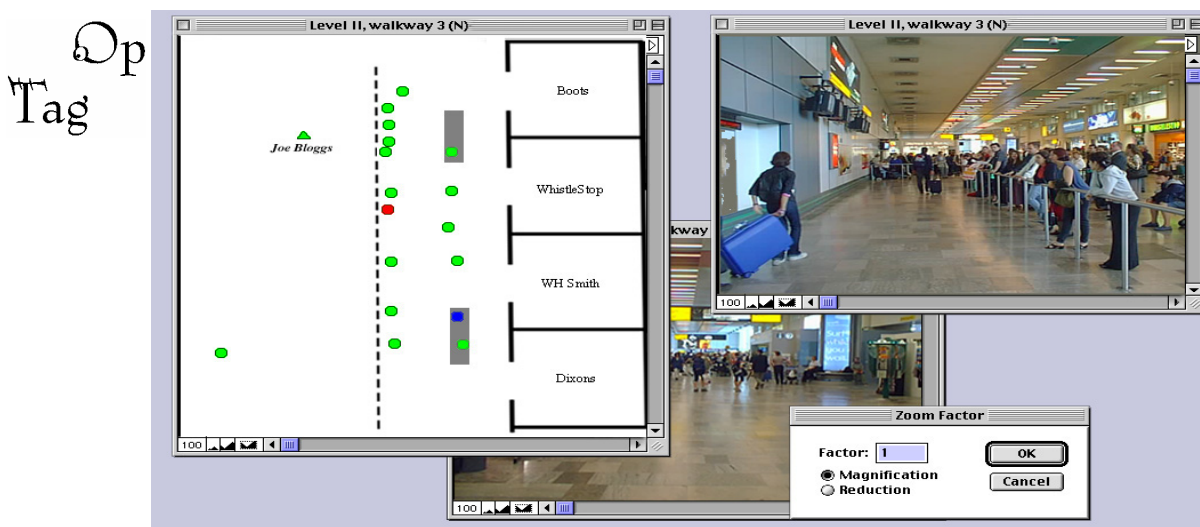 Op
Tag
Level II, walkway 3 (N)
Boots
Joe Bloggs
WhistleStop
WH Smith
Dixons
100
Level II, walkway 3 (N)
100
kway
100
Zoom Factor
Factor: 1
OK
Magnification
Cancel
Reduction